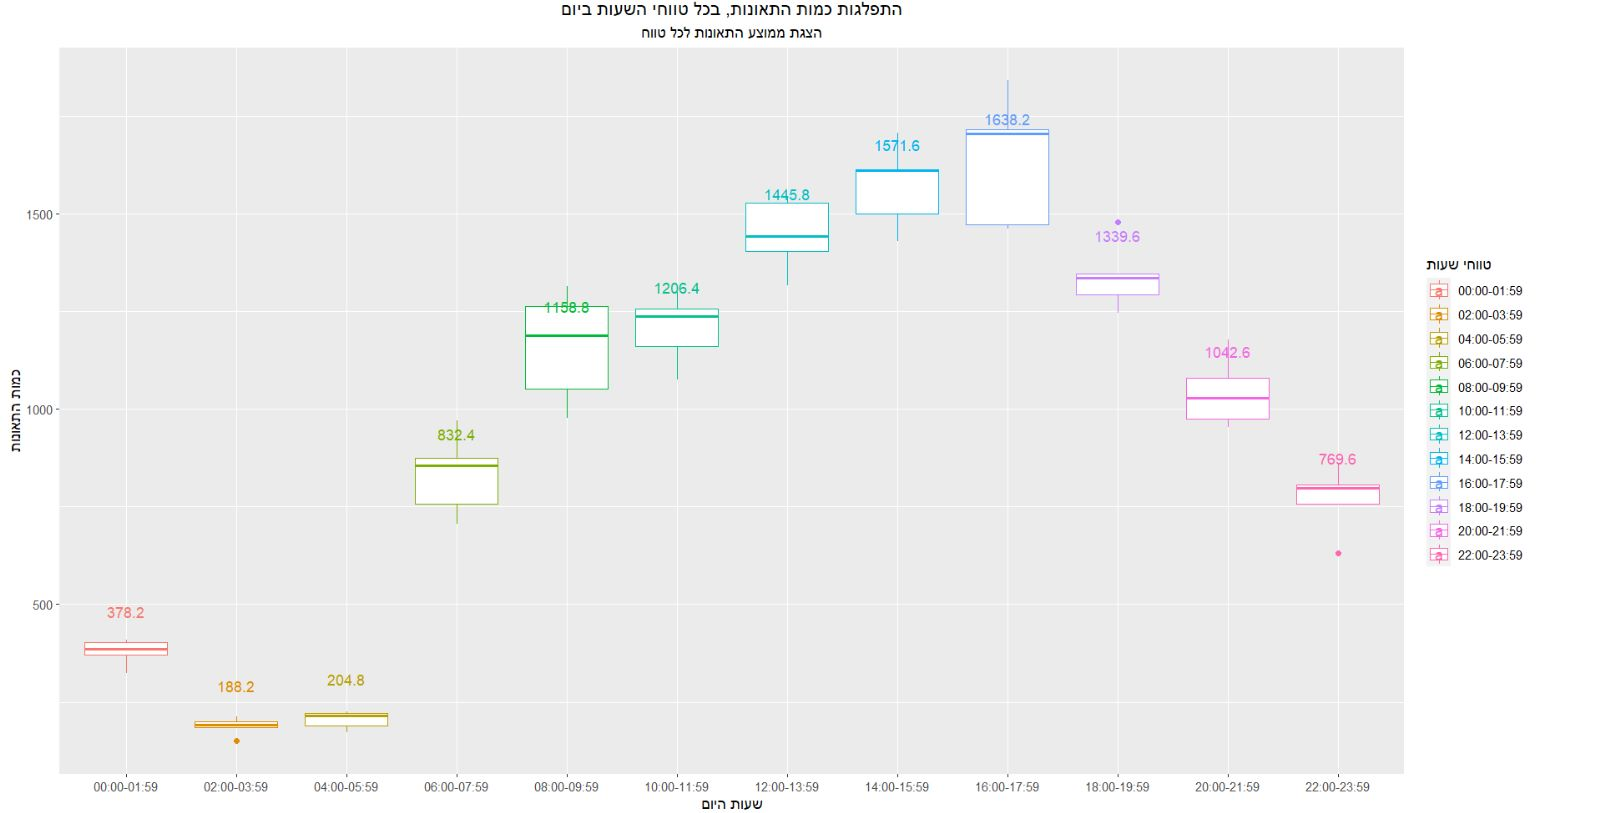 התפלגות כמות התאונות, בכל טווחי השעות ביום
הצגת ממוצע התאונות לכל טווח
כמות התאונות
1500
1000
500
378.2
188.2
204.8
832.4
1158.8
1206.4
1445.8
1571.6
1638.2
1339.6
1042.6
769.6
00:00-01:59
02:00-03:59
04:00-05:59
06:00-07:59
08:00-09:59
10:00-11:59
12:00-13:59
14:00-15:59
16:00-17:59
18:00-19:59
20:00-21:59
22:00-23:59
שעות היום
טווחי שעות
a 00:00-01:59
a 02:00-03:59
a 04:00-05:59
a 06:00-07:59
a 08:00-09:59
a 10:00-11:59
a 12:00-13:59
a 14:00-15:59
a 16:00-17:59
a 18:00-19:59
a 20:00-21:59
a 22:00-23:59